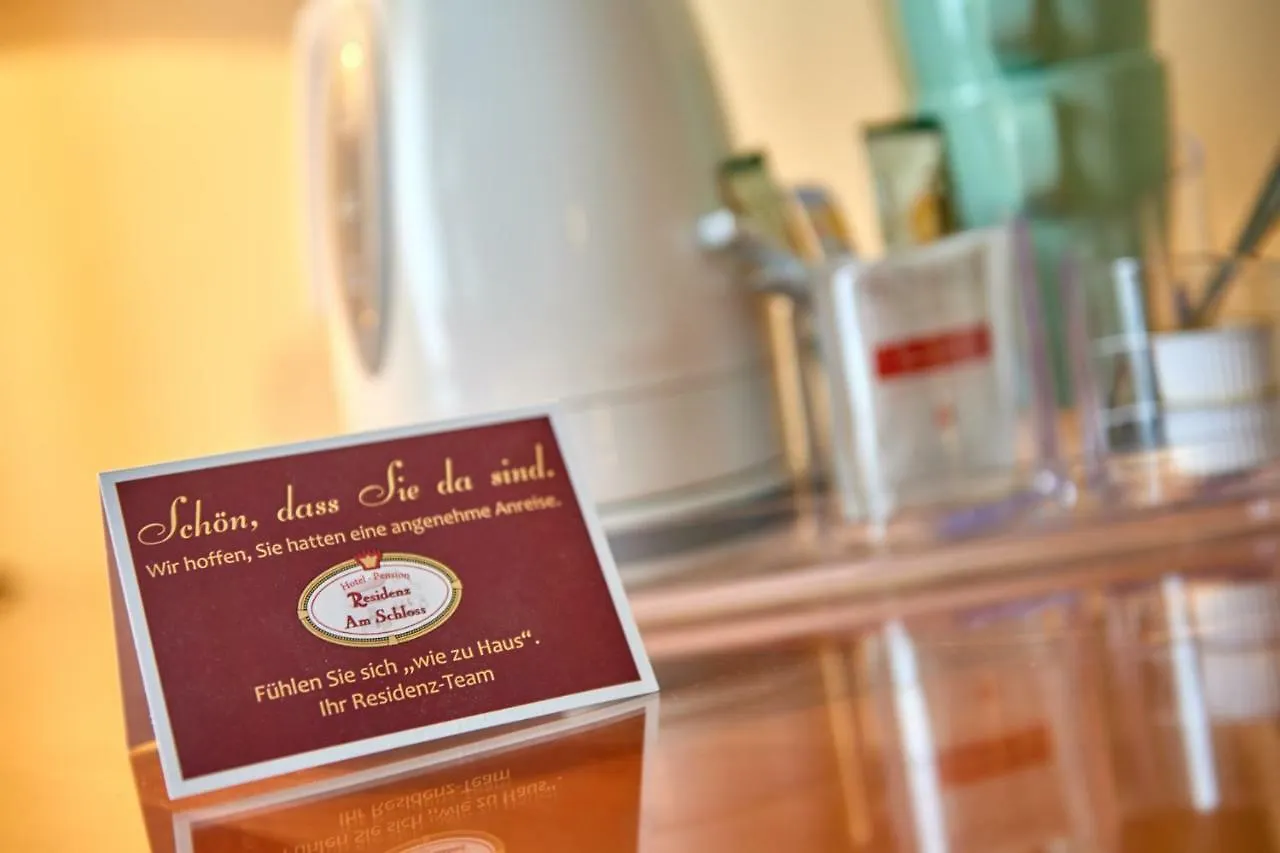 Schön, dass Sie da sind.
Wir hoffen, Sie hatten eine angenehme Anreise.
Hotel · Pension
Residenz
Am Schloss
Fühlen Sie sich „wie zu Haus“.
Ihr Residenz-Team